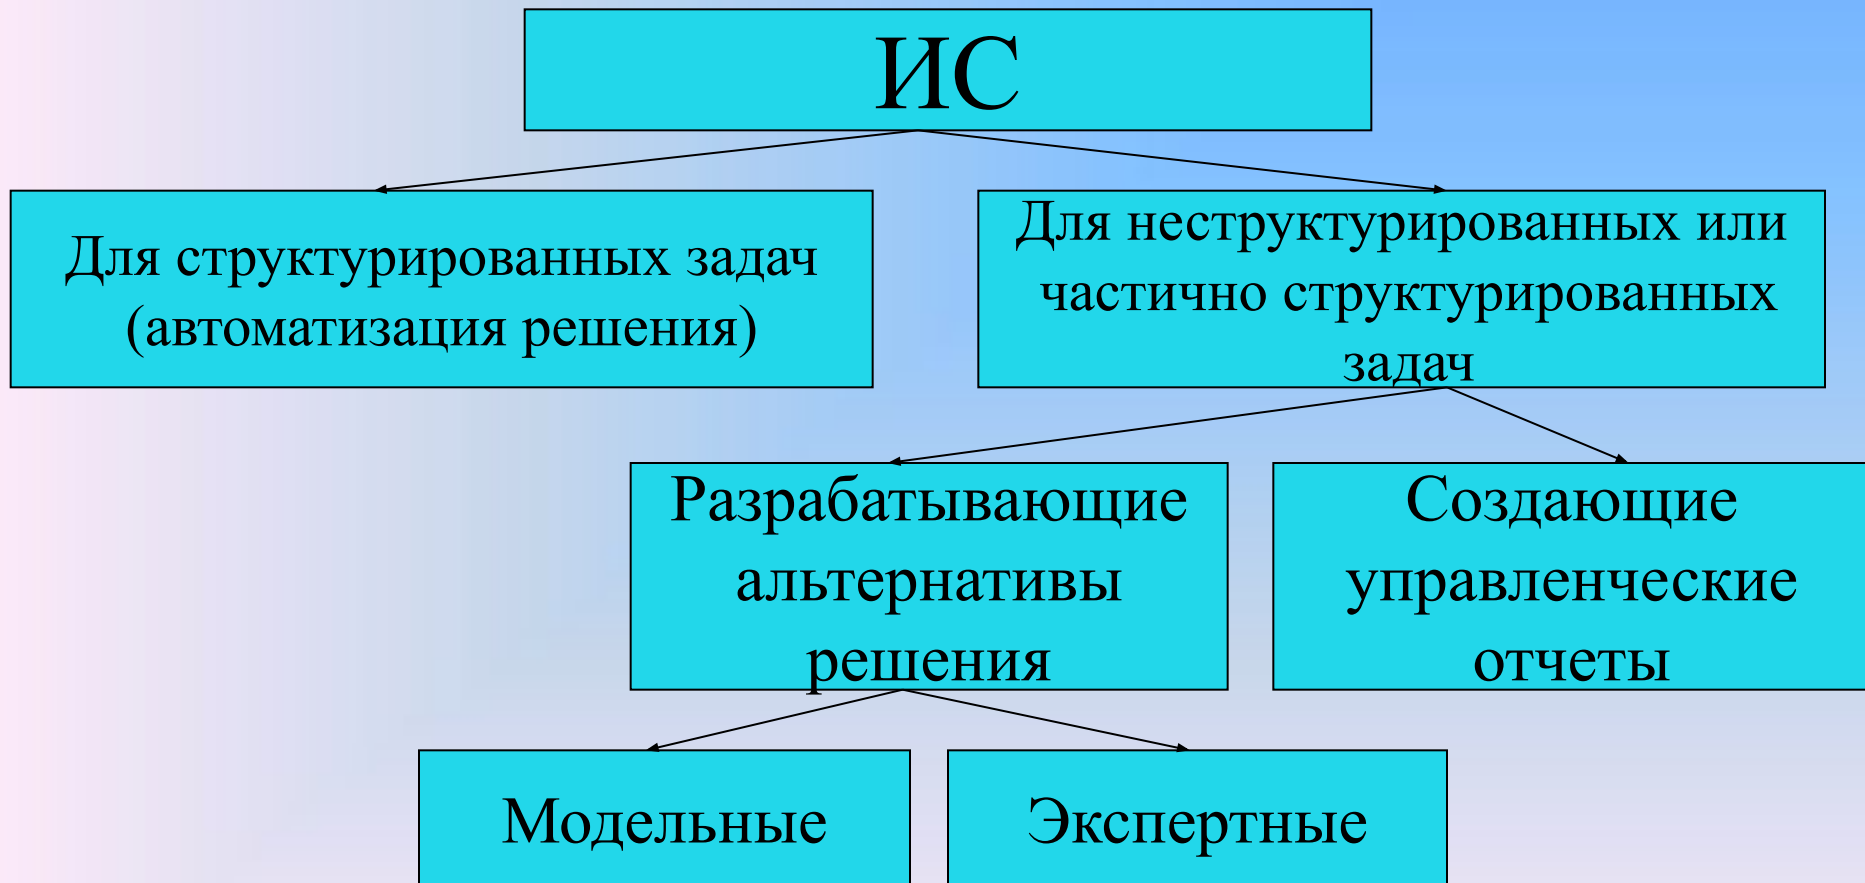 ИС
Для структурированных задач
(автоматизация решения)
Для неструктурированных или
частично структурированных
задач
Разрабатывающие
альтернативы
решения
Создающие
управленческие
отчеты
Модельные
Экспертные